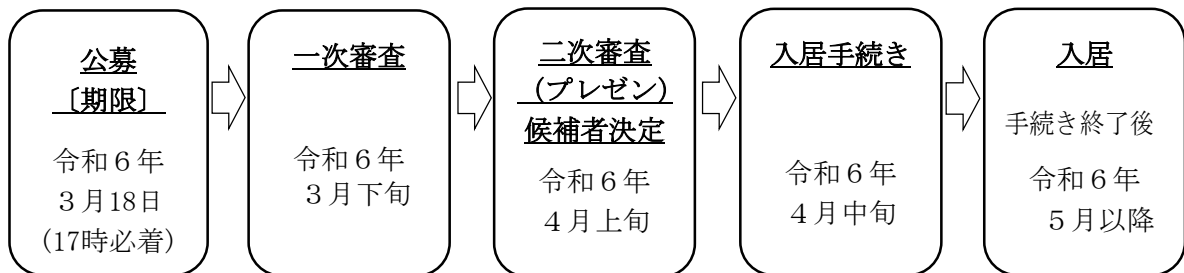 公募
〔期限〕
令和６年
３月18日
(17時必着)
一次審査
令和６年
３月下旬
二次審査
（プレゼン）
候補者決定
令和６年
４月上旬
入居手続き
令和６年
４月中旬
入居
手続き終了後
令和６年
５月以降